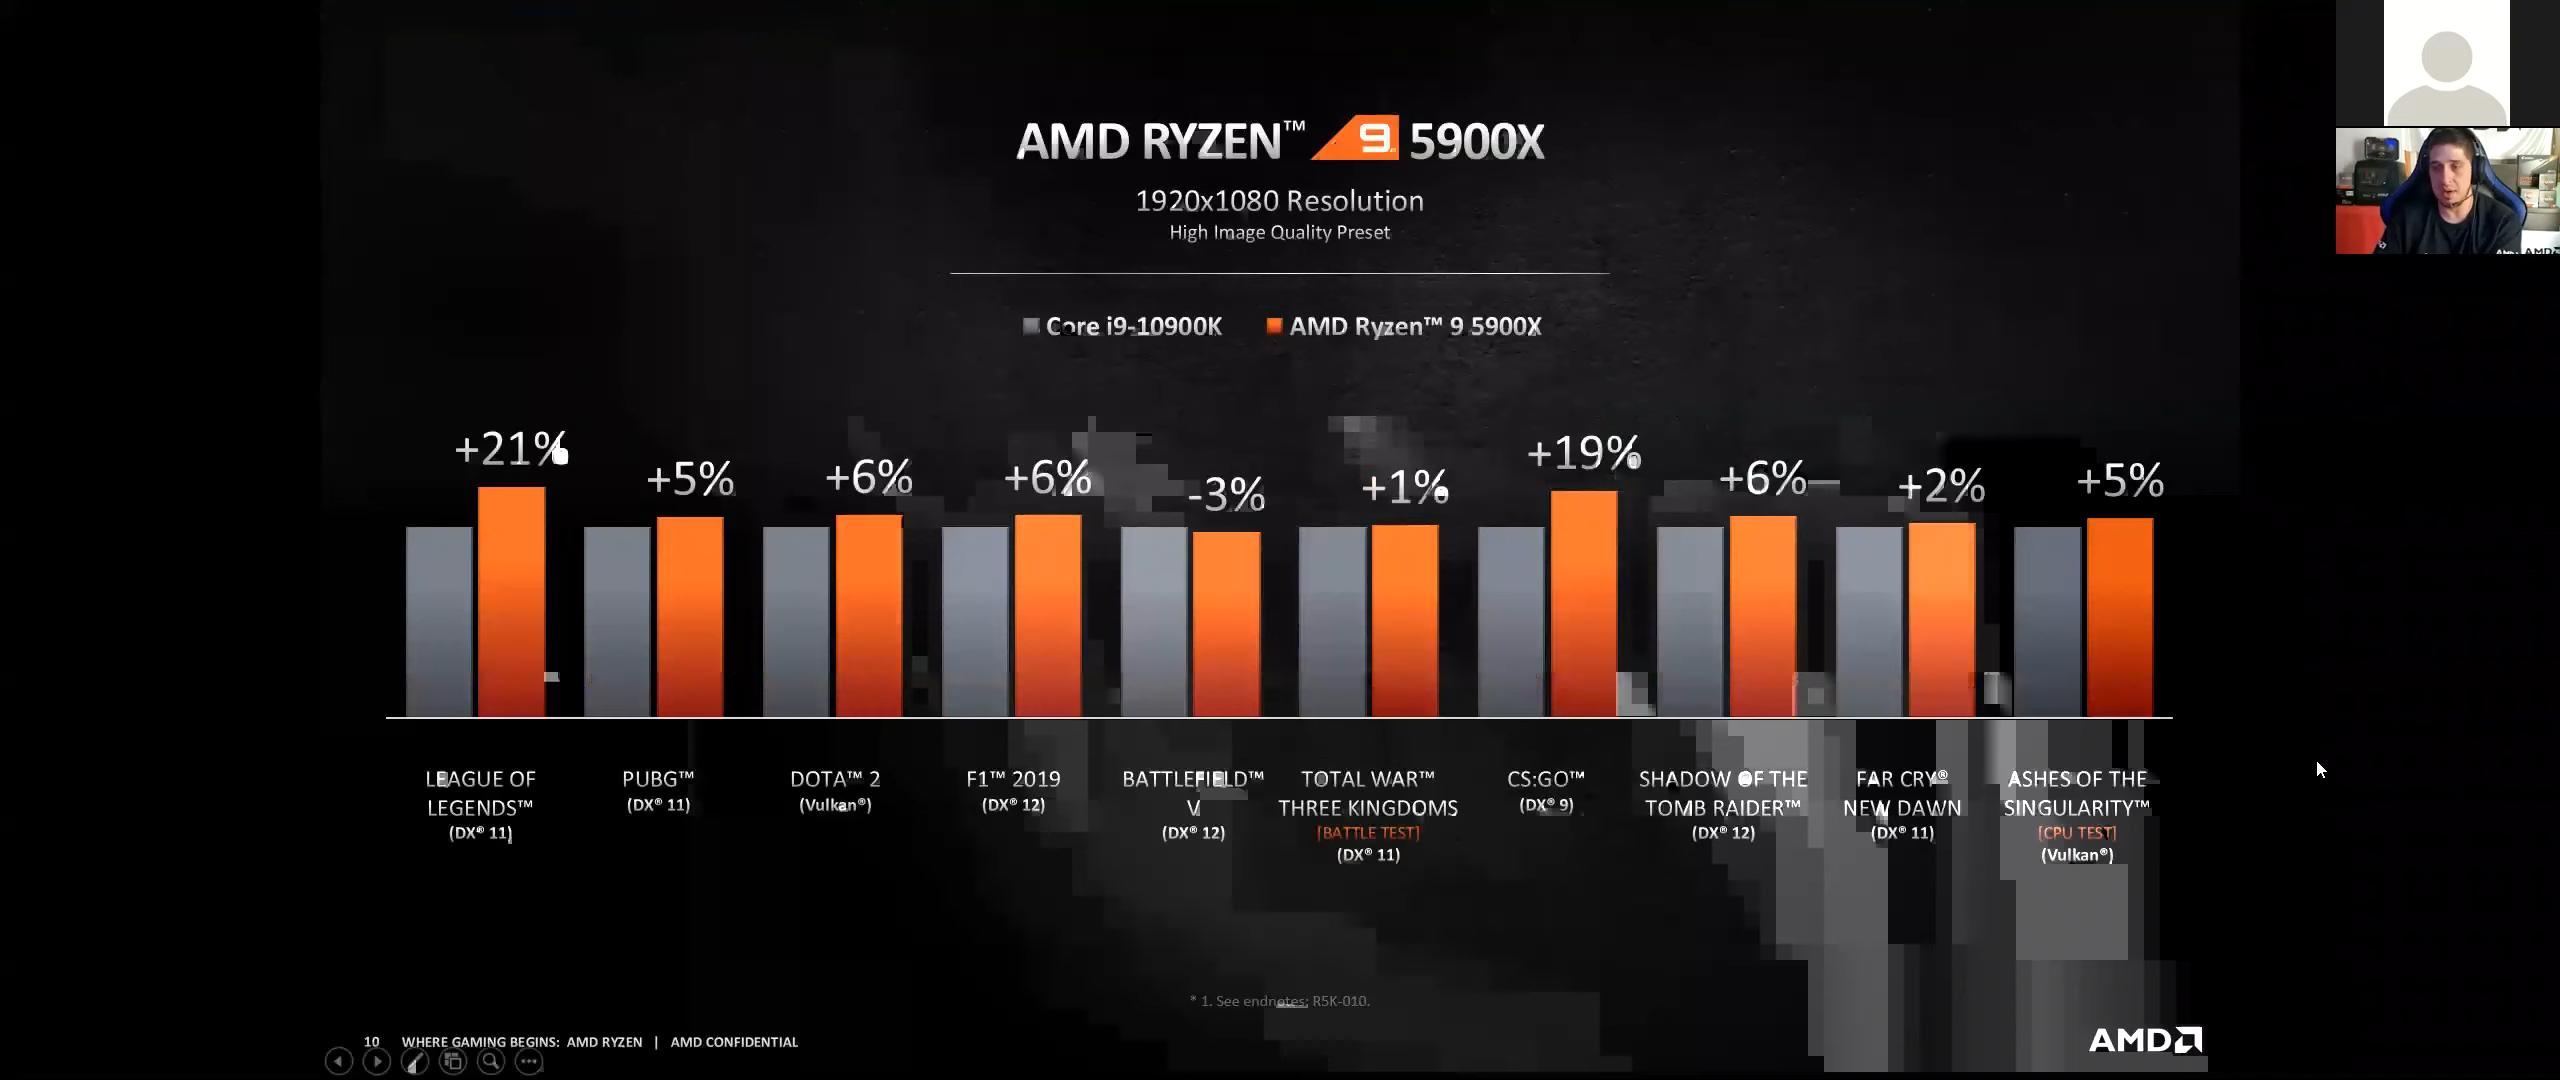 AMD RYZEN™ 9 5900X
1920x1080 Resolution
High Image Quality Preset
Core i9-10900K AMD Ryzen™ 9 5900X
+21% +5% +6% +6% -3% +1% +19% +6% +2% +5%
LEAGUE OF
LEGENDS™
(DX® 11)
PUBG™
(DX® 11)
DOTA™ 2
(Vulkan®)
F1™ 2019
(DX® 12)
BATTLEFIELD™
V
(DX® 12)
TOTAL WAR™
THREE KINGDOMS
[BATTLE TEST]
(DX® 11)
CS:GO™
(DX® 9)
SHADOW OF THE
TOMB RAIDER™
(DX® 12)
FAR CRY®
NEW DAWN
(DX® 11)
ASHES OF THE
SINGULARITY™
[CPU TEST]
(Vulkan®)
* 1. See endnotes: R5K-010.
10 WHERE GAMING BEGINS: AMD RYZEN | AMD CONFIDENTIAL
AMD